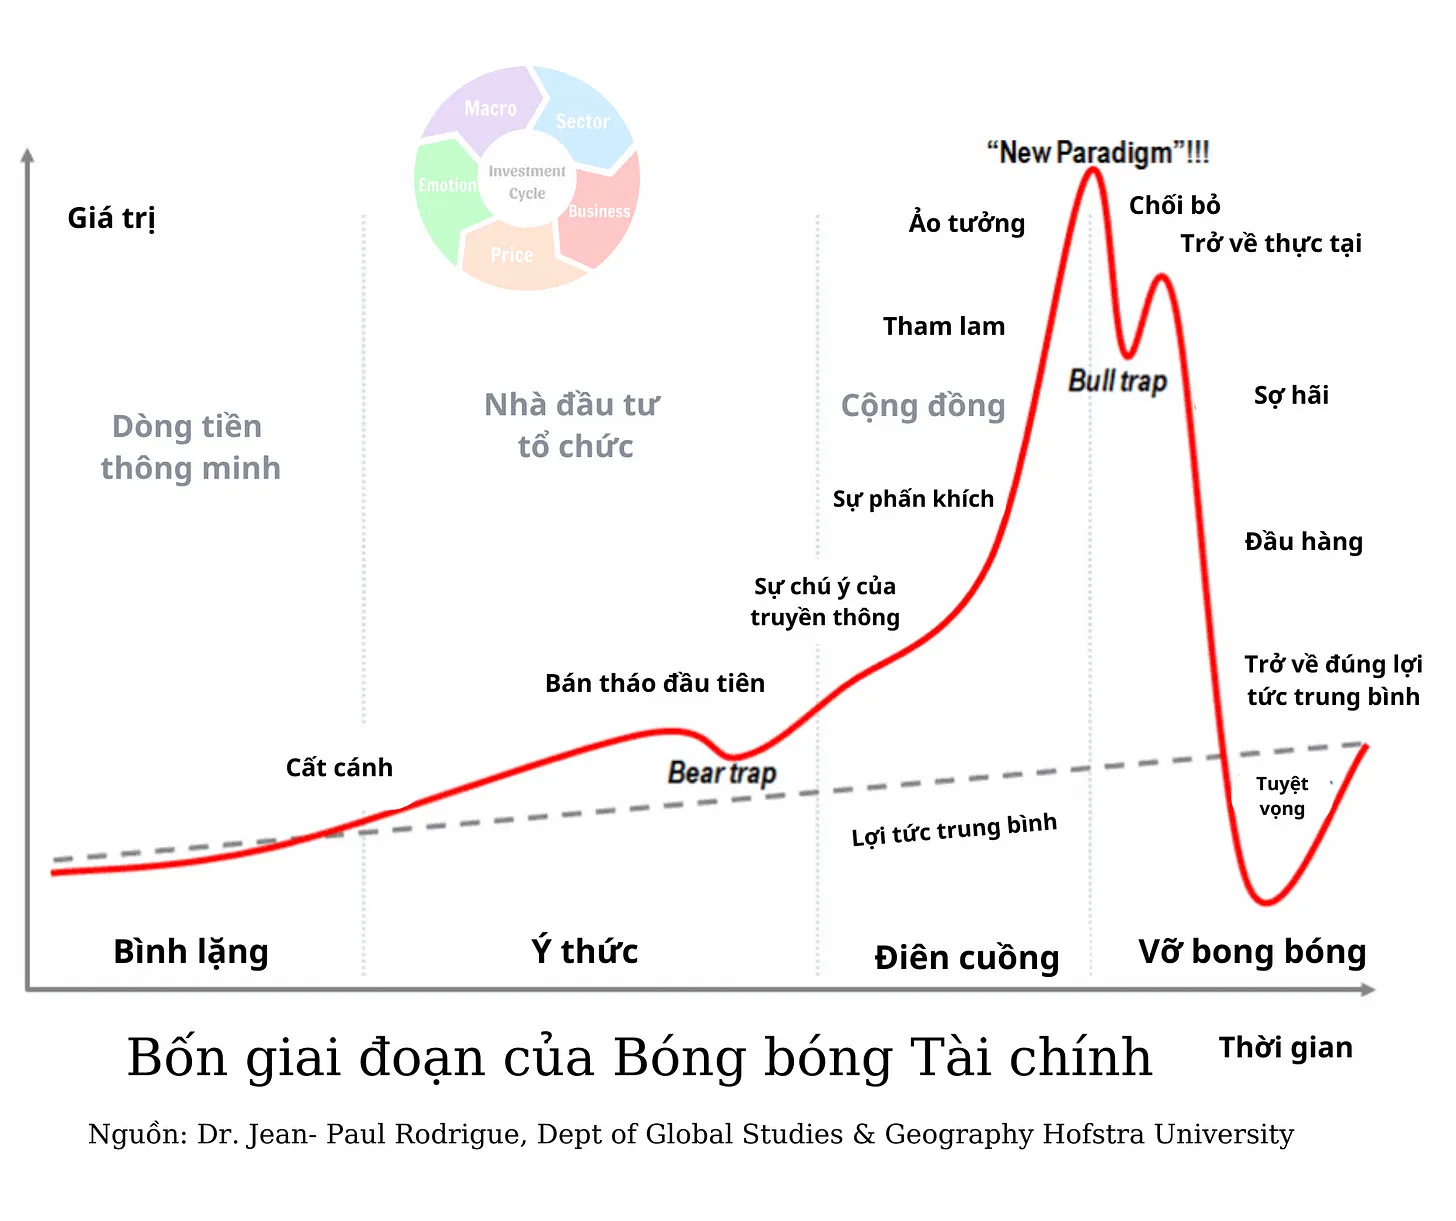 Macro
Sector
Investment
Cycle
Emotion
Business
Price
Giá trị
“New Paradigm”!!!
Ảo tưởng
Chối bỏ
Trở về thực tại
Tham lam
Bull trap
Sợ hãi
Dòng tiền
thông minh
Nhà đầu tư
tổ chức
Cộng đồng
Sự phấn khích
Đầu hàng
Sự chú ý của
truyền thông
Bán tháo đầu tiên
Trở về đúng lợi
tức trung bình
Cất cánh
Bear trap
Tuyệt
vọng
Lợi tức trung bình
Bình lặng
Ý thức
Điên cuồng
Vỡ bong bóng
Bốn giai đoạn của Bóng bóng Tài chính
Thời gian
Nguồn: Dr. Jean- Paul Rodrigue, Dept of Global Studies & Geography Hofstra University